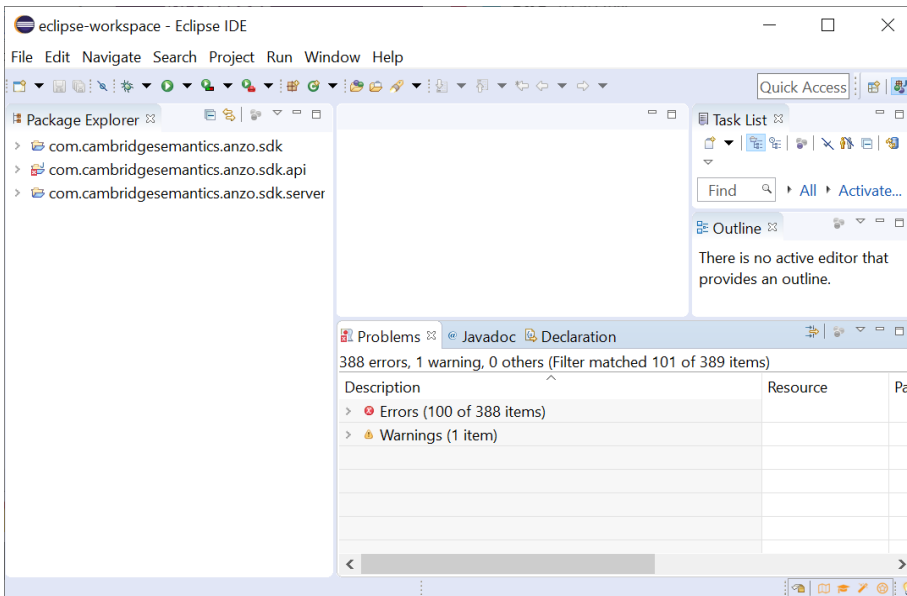 eclipse-workspace - Eclipse IDE
File Edit Navigate Search Project Run Window Help
Quick Access
Package Explorer
com.cambridgesemantics.anzo.sdk
com.cambridgesemantics.anzo.sdk.api
com.cambridgesemantics.anzo.sdk.server
Task List
Find All Activate...
Outline
There is no active editor that
provides an outline.
Problems @ Javadoc Declaration
388 errors, 1 warning, 0 others (Filter matched 101 of 389 items)
Description Resource Pa
Errors (100 of 388 items)
Warnings (1 item)